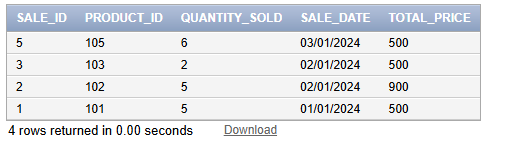 SALE_ID PRODUCT_ID QUANTITY_SOLD SALE_DATE TOTAL_PRICE
5 105 6 03/01/2024 500
3 103 2 02/01/2024 500
2 102 5 02/01/2024 900
1 101 5 01/01/2024 500
4 rows returned in 0.00 seconds Download